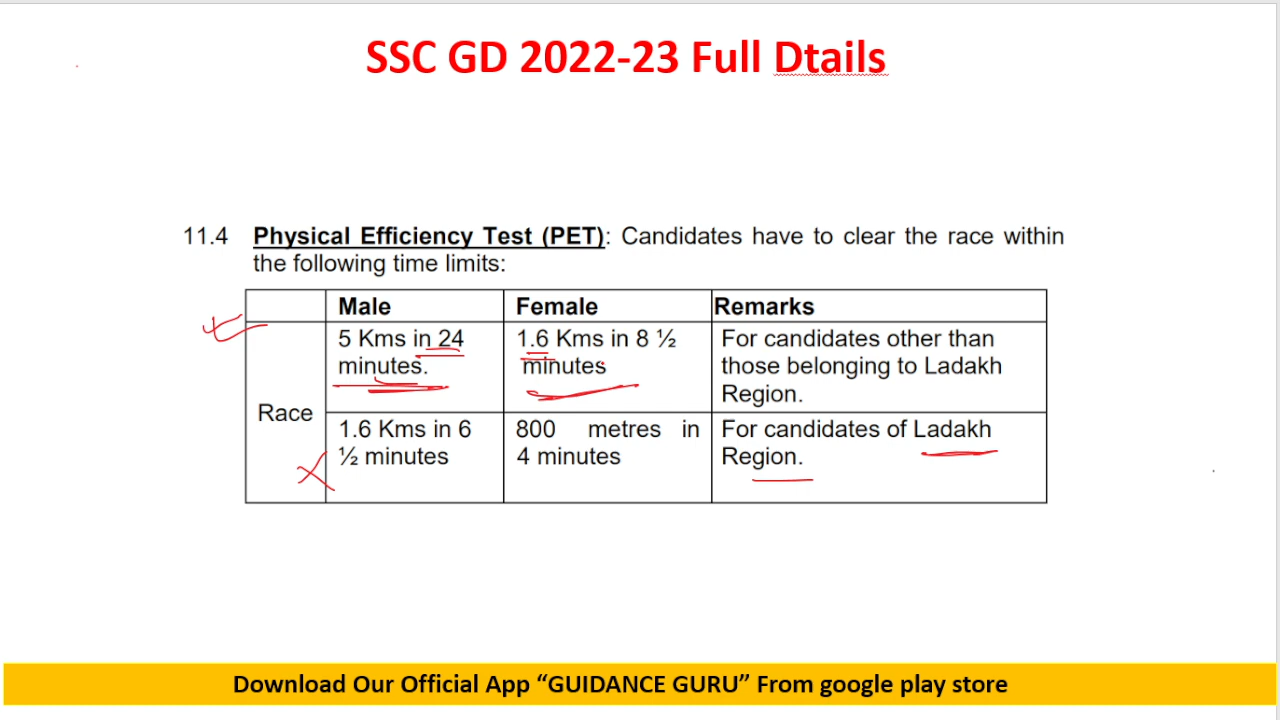 SSC GD 2022-23 Full Dtails
11.4 Physical Efficiency Test (PET): Candidates have to clear the race within
the following time limits:
Male Female Remarks
Race
5 Kms in 24
minutes.
1.6 Kms in 8 ½
minutes
For candidates other than
those belonging to Ladakh
Region.
1.6 Kms in 6
½ minutes
800 metres in
4 minutes
For candidates of Ladakh
Region.
Download Our Official App “GUIDANCE GURU” From google play store